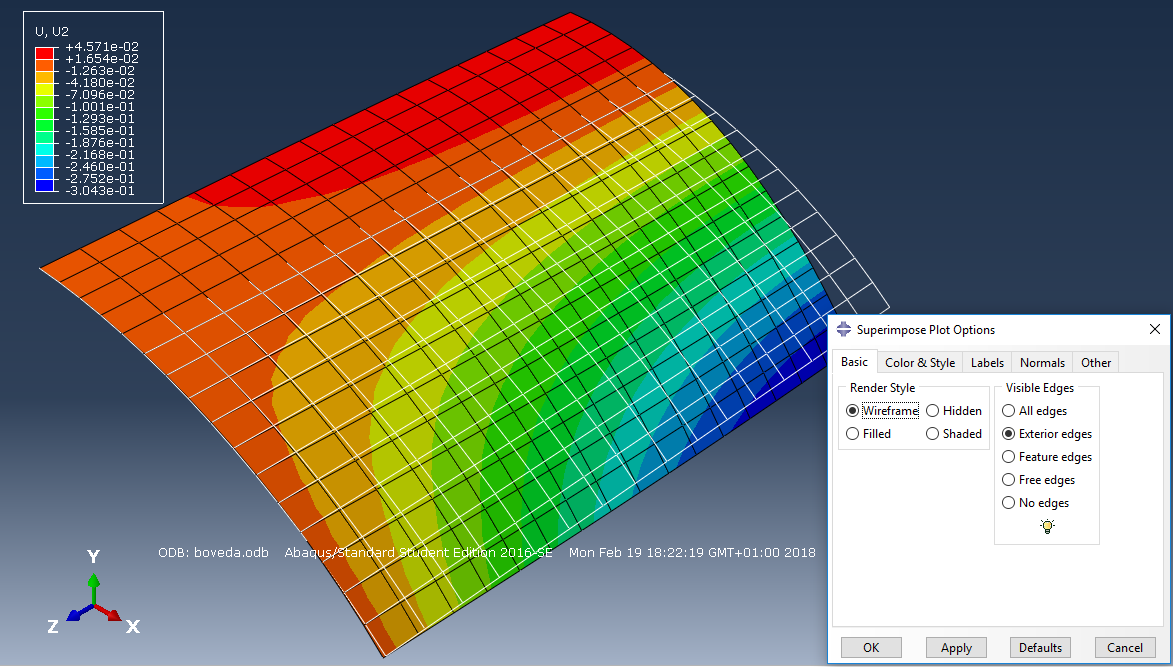 U, U2
+4.571e-02
+1.654e-02
-1.263e-02
-4.180e-02
-7.096e-02
-1.001e-01
-1.293e-01
-1.585e-01
-1.876e-01
-2.168e-01
-2.460e-01
-2.752e-01
-3.043e-01
Superimpose Plot Options
Basic Color & Style Labels Normals Other
Render Style
Wireframe Hidden
Filled Shaded
Visible Edges
All edges
Exterior edges
Feature edges
Free edges
No edges
OK Apply Defaults Cancel
ODB: boveda.odb Abaqus/Standard Student Edition 2016-SE Mon Feb 19 18:22:19 GMT+01:00 2018
Y
Z X